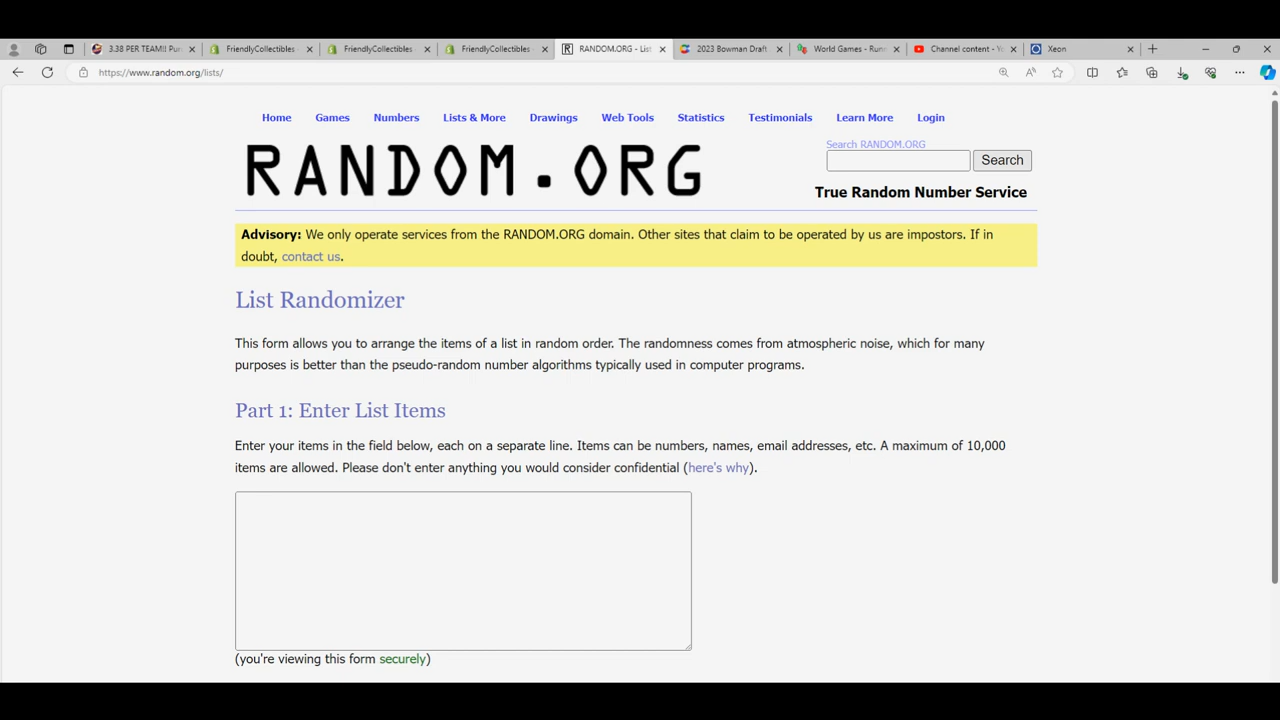 3.38 PER TEAM!! Pur
FriendlyCollectibles
FriendlyCollectibles
FriendlyCollectibles
RANDOM.ORG - List
2023 Bowman Draft
World Games - Run
Channel content - Y
Xeon
https://www.random.org/lists/
Home Games Numbers Lists & More Drawings Web Tools Statistics Testimonials Learn More Login
RANDOM.ORG
Search RANDOM.ORG
Search
True Random Number Service
Advisory: We only operate services from the RANDOM.ORG domain. Other sites that claim to be operated by us are impostors. If in
doubt, contact us.
List Randomizer
This form allows you to arrange the items of a list in random order. The randomness comes from atmospheric noise, which for many
purposes is better than the pseudo-random number algorithms typically used in computer programs.
Part 1: Enter List Items
Enter your items in the field below, each on a separate line. Items can be numbers, names, email addresses, etc. A maximum of 10,000
items are allowed. Please don't enter anything you would consider confidential (here's why).
(you're viewing this form securely)